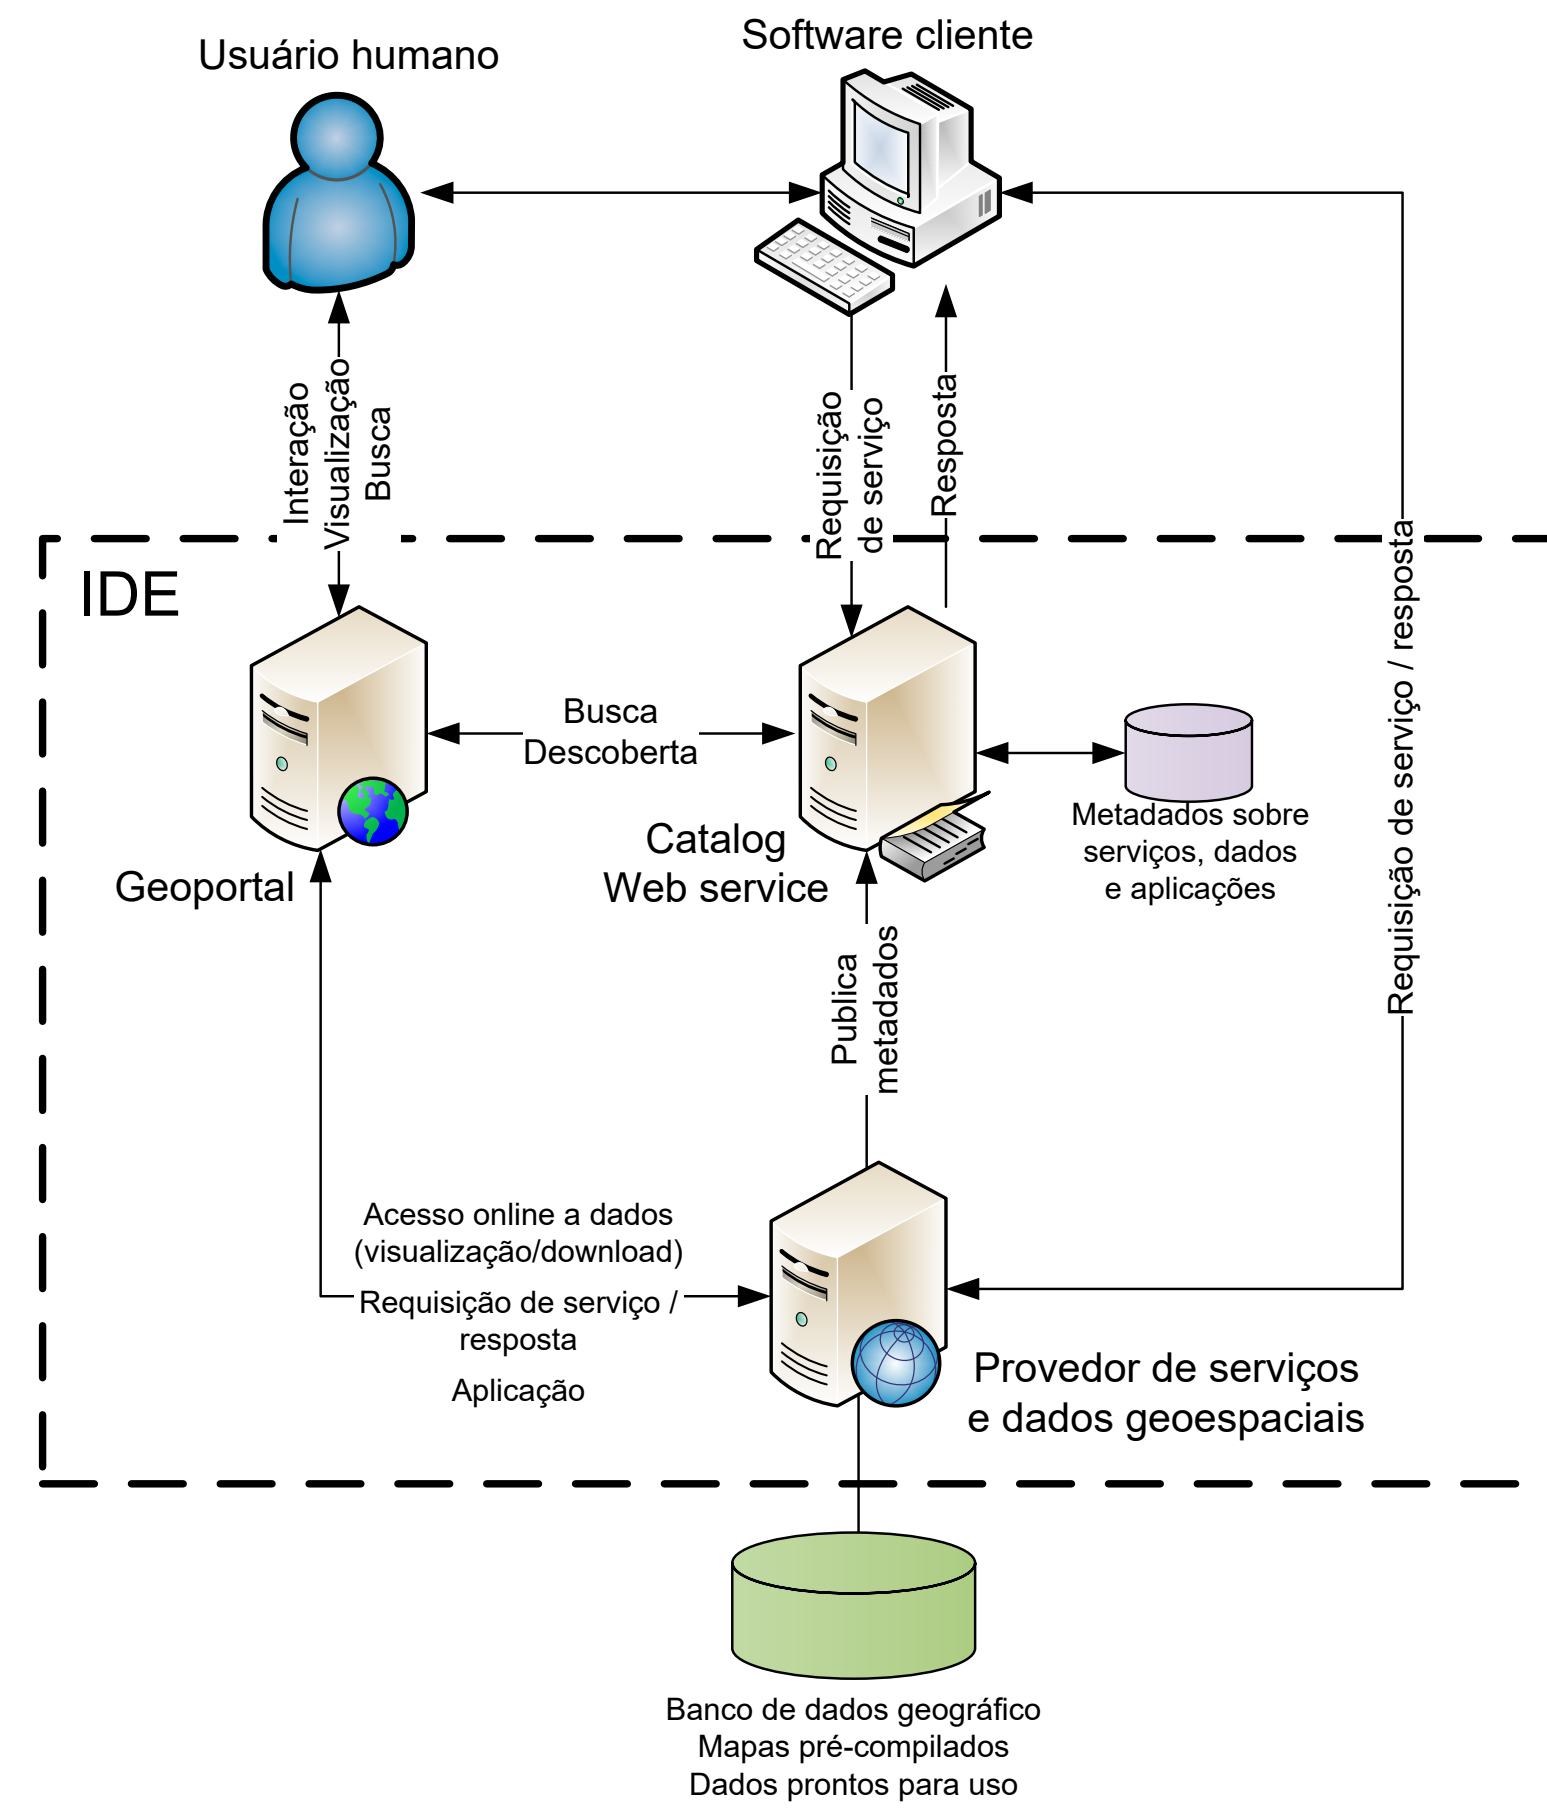 Usuário humano
Software cliente
Interação
Visualização
Busca
Requisição
de serviço
Resposta
Requisição de serviço / resposta
IDE
Busca
Descoberta
Geoportal
Catalog
Web service
Metadados sobre
serviços, dados
e aplicações
Publica
metadados
Acesso online a dados
(visualização/download)
Requisição de serviço /
resposta
Aplicação
Provedor de serviços
e dados geoespaciais
Banco de dados geográfico
Mapas pré-compilados
Dados prontos para uso